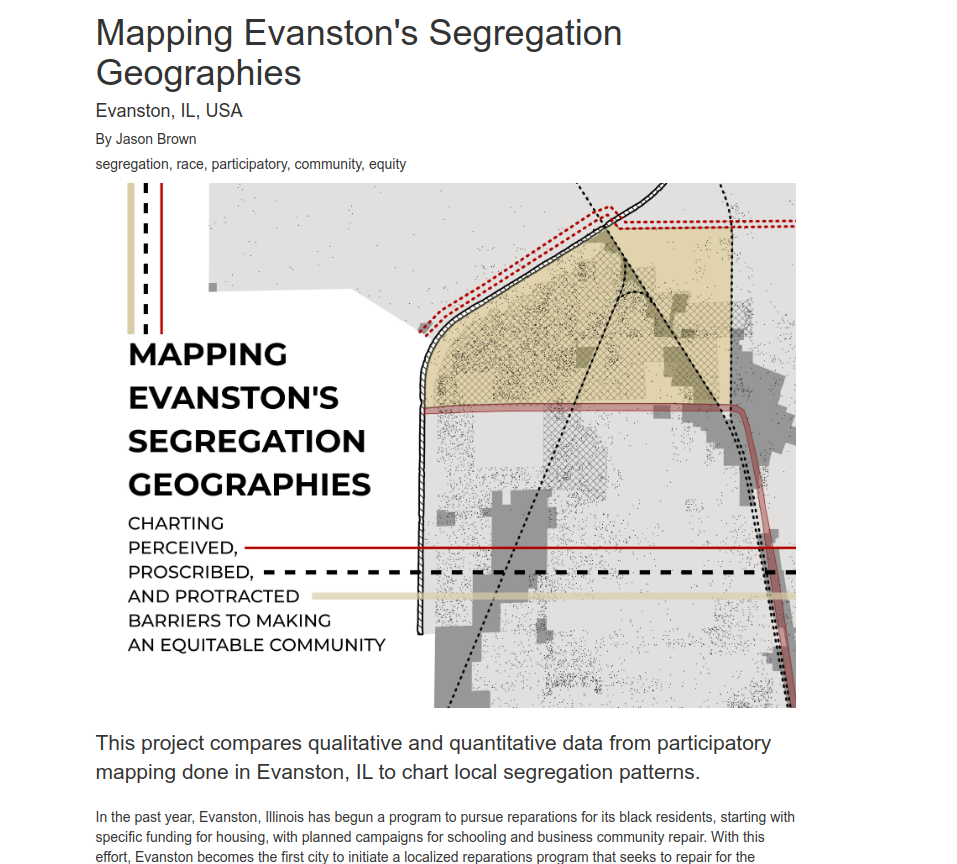 Mapping Evanston's Segregation
Geographies
Evanston, IL, USA
By Jason Brown
segregation, race, participatory, community, equity
MAPPING
EVANSTON'S
SEGREGATION
GEOGRAPHIES
CHARTING
PERCEIVED,
PROSCRIBED,
AND PROTRACTED
BARRIERS TO MAKING
AN EQUITABLE COMMUNITY
This project compares qualitative and quantitative data from participatory
mapping done in Evanston, IL to chart local segregation patterns.
In the past year, Evanston, Illinois has begun a program to pursue reparations for its black residents, starting with
specific funding for housing, with planned campaigns for schooling and business community repair. With this
effort, Evanston becomes the first city to initiate a localized reparations program that seeks to repair for the